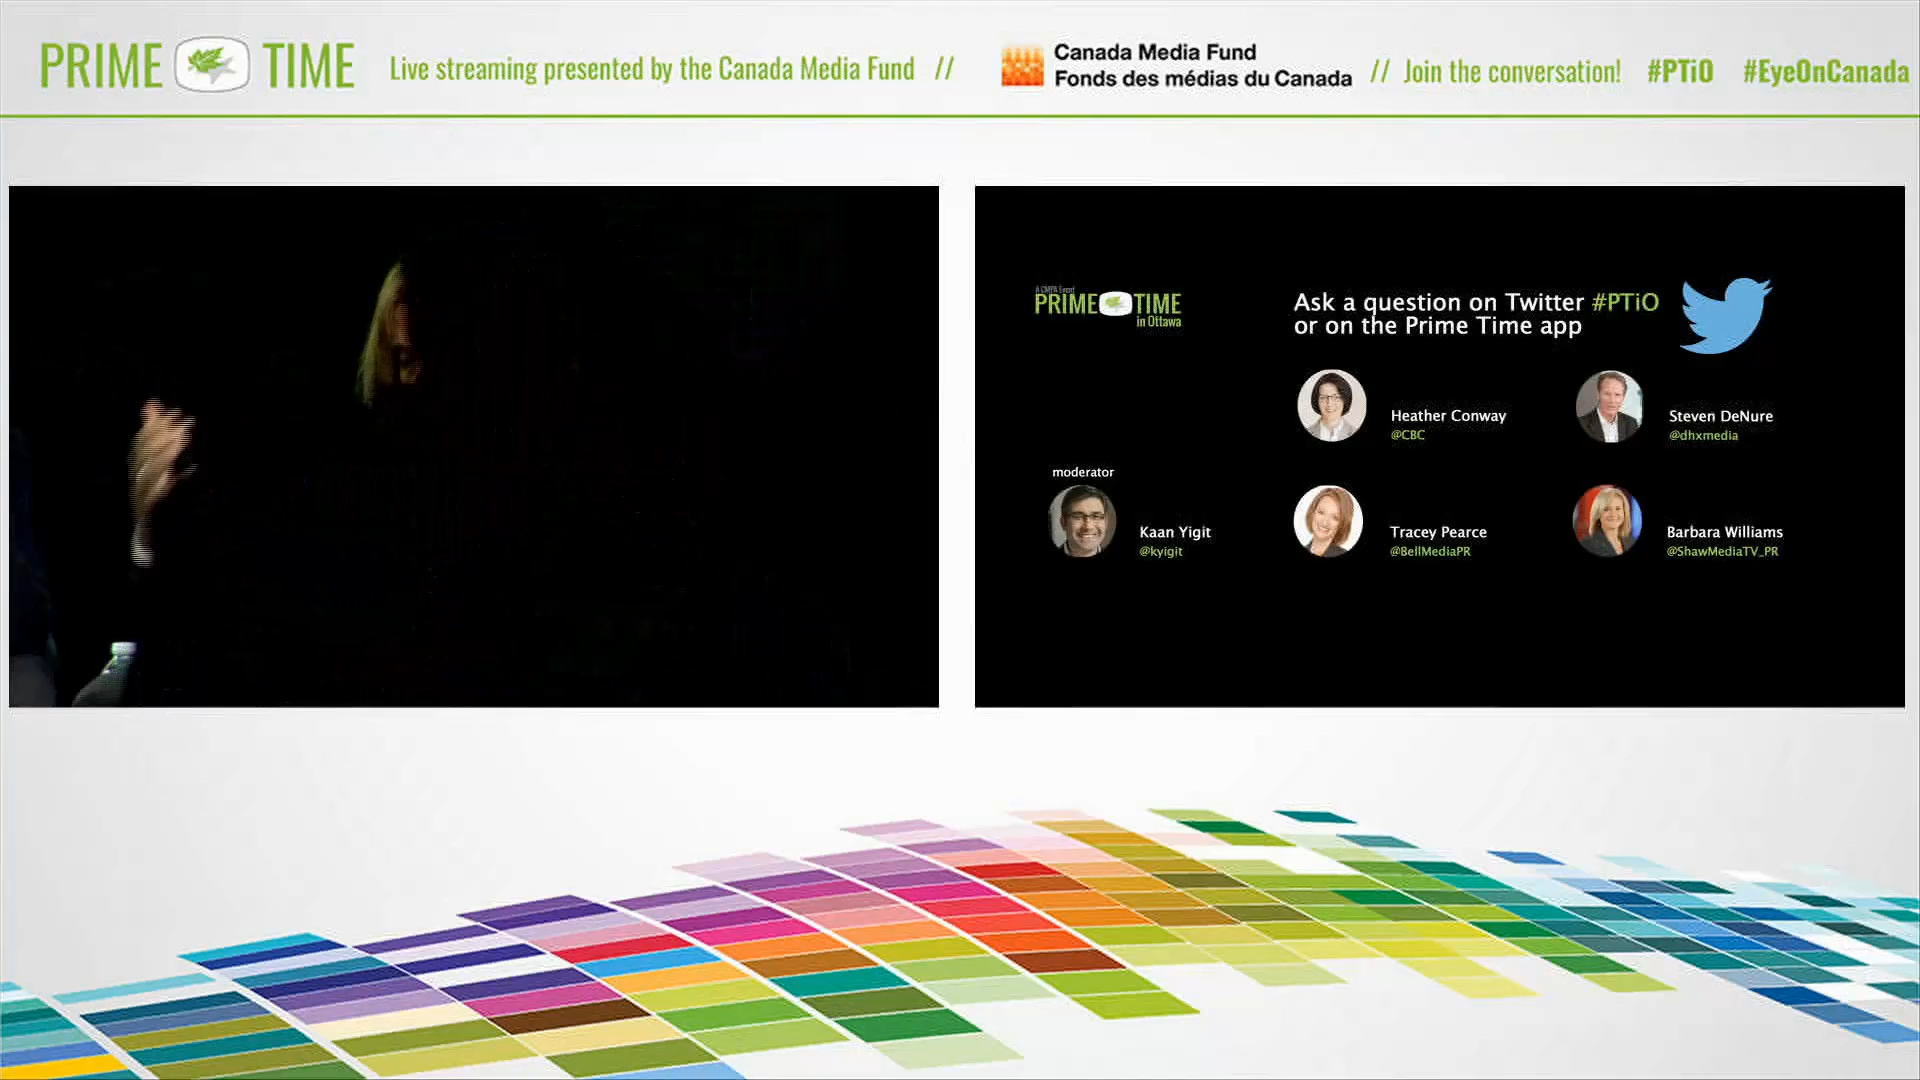 PRIME TIME
Live streaming presented by the Canada Media Fund //
Canada Media Fund
Fonds des médias du Canada
// Join the conversation! #PTiO #EyeOnCanada
A CMPA Event
PRIME TIME
in Ottawa
Ask a question on Twitter #PTiO
or on the Prime Time app
Heather Conway
@CBC
Steven DeNure
@dhxmedia
moderator
Kaan Yigit
@kyigit
Tracey Pearce
@BellMediaPR
Barbara Williams
@ShawMediaTV_PR